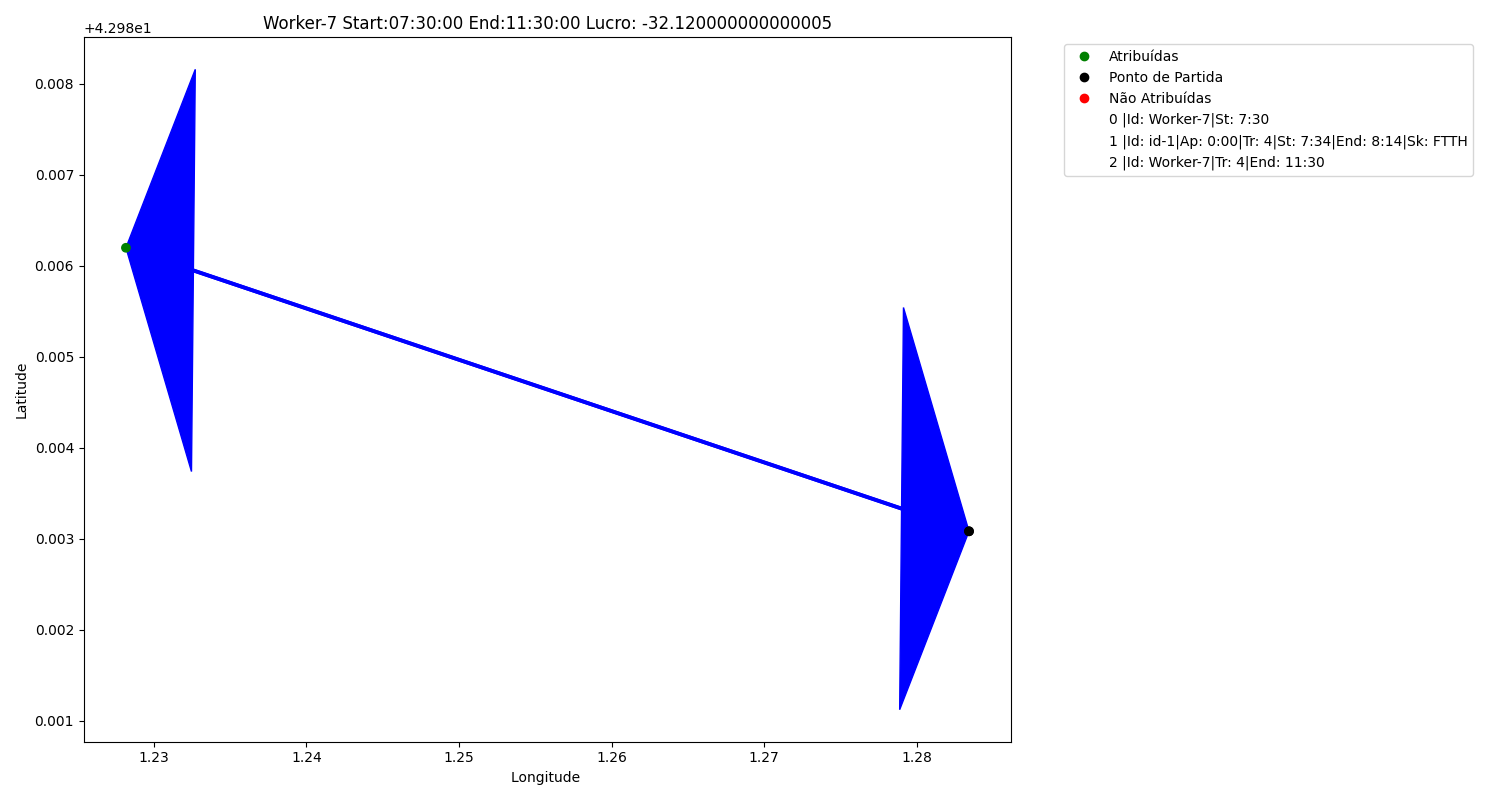 Worker-7 Start:07:30:00 End:11:30:00 Lucro: -32.120000000000005
+4.298e1
0.008
0.007
0.006
0.005
0.004
0.003
0.002
0.001
Latitude
1.23 1.24 1.25 1.26 1.27 1.28
Longitude
Atribuídas
Ponto de Partida
Não Atribuídas
0 |Id: Worker-7|St: 7:30
1 |Id: id-1|Ap: 0:00|Tr: 4|St: 7:34|End: 8:14|Sk: FTTH
2 |Id: Worker-7|Tr: 4|End: 11:30